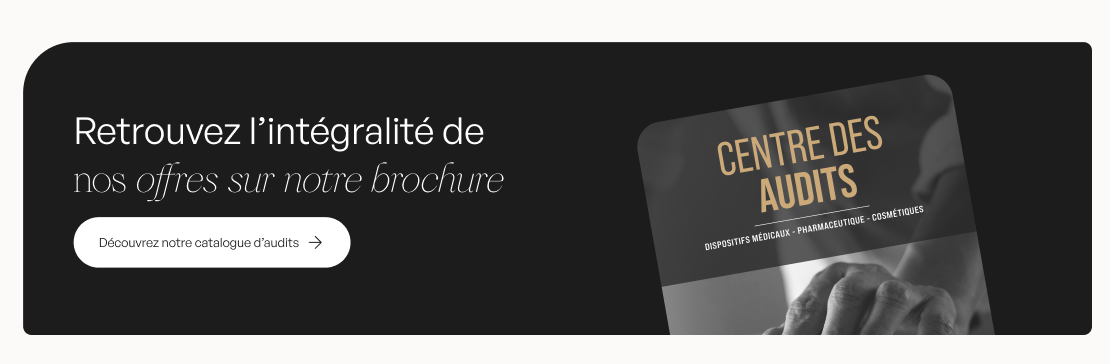 Retrouvez l’intégralité de
nos offres sur notre brochure
Découvrez notre catalogue d’audits
CENTRE DES
AUDITS
DISPOSITIFS MÉDICAUX - PHARMACEUTIQUE - COSMÉTIQUES